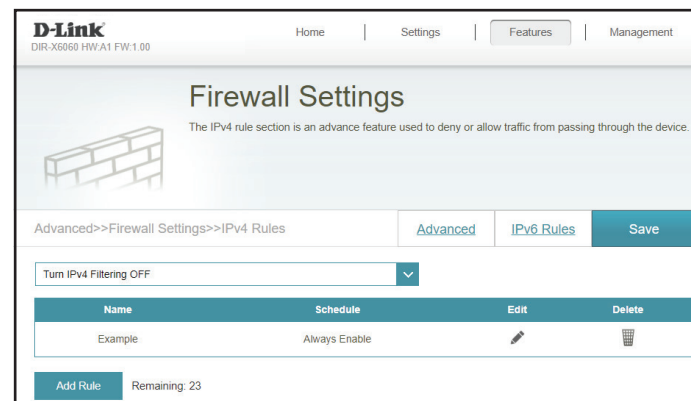 D-Link
DIR-X6060 HW:A1 FW:1.00
Home Settings Features Management
Firewall Settings
The IPv4 rule section is an advance feature used to deny or allow traffic from passing through the device.
Advanced>>Firewall Settings>>IPv4 Rules Advanced IPv6 Rules Save
Turn IPv4 Filtering OFF
Name Schedule Edit Delete
Example Always Enable
Add Rule Remaining: 23